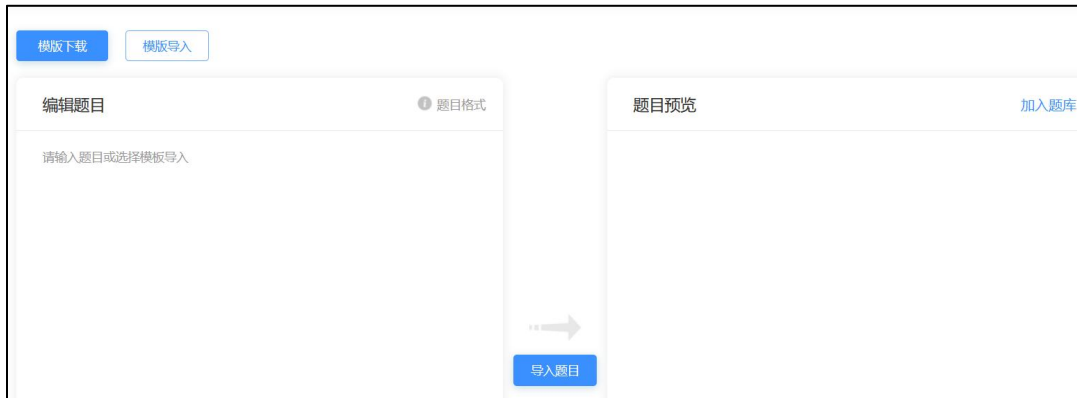 模版下载
模版导入
编辑题目
题目格式
题目预览
加入题库
请输入题目或选择模板导入
导入题目